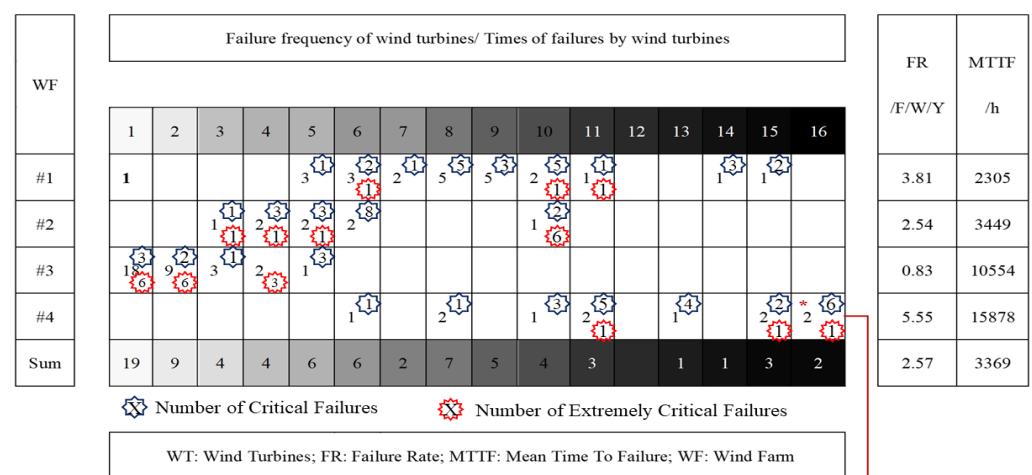 WF
Failure frequency of wind turbines/ Times of failures by wind turbines
FR
/F/W/Y
MTTF
/h
1 2 3 4 5 6 7 8 9 10 11 12 13 14 15 16
#1 1 3 1 3 2 1 2 1 5 5 5 3 2 5 1 1 1 1 1 3 1 2 3.81 2305
#2 1 1 1 2 3 1 2 3 1 2 8 1 2 6 2.54 3449
#3 18 3 6 9 2 6 3 1 2 3 1 3 0.83 10554
#4 1 1 2 1 1 3 2 5 1 1 4 2 2 1 * 2 6 1 5.55 15878
Sum 19 9 4 4 6 6 2 7 5 4 3 1 1 3 2 2.57 3369
X Number of Critical Failures X Number of Extremely Critical Failures
WT: Wind Turbines; FR: Failure Rate; MTTF: Mean Time To Failure; WF: Wind Farm